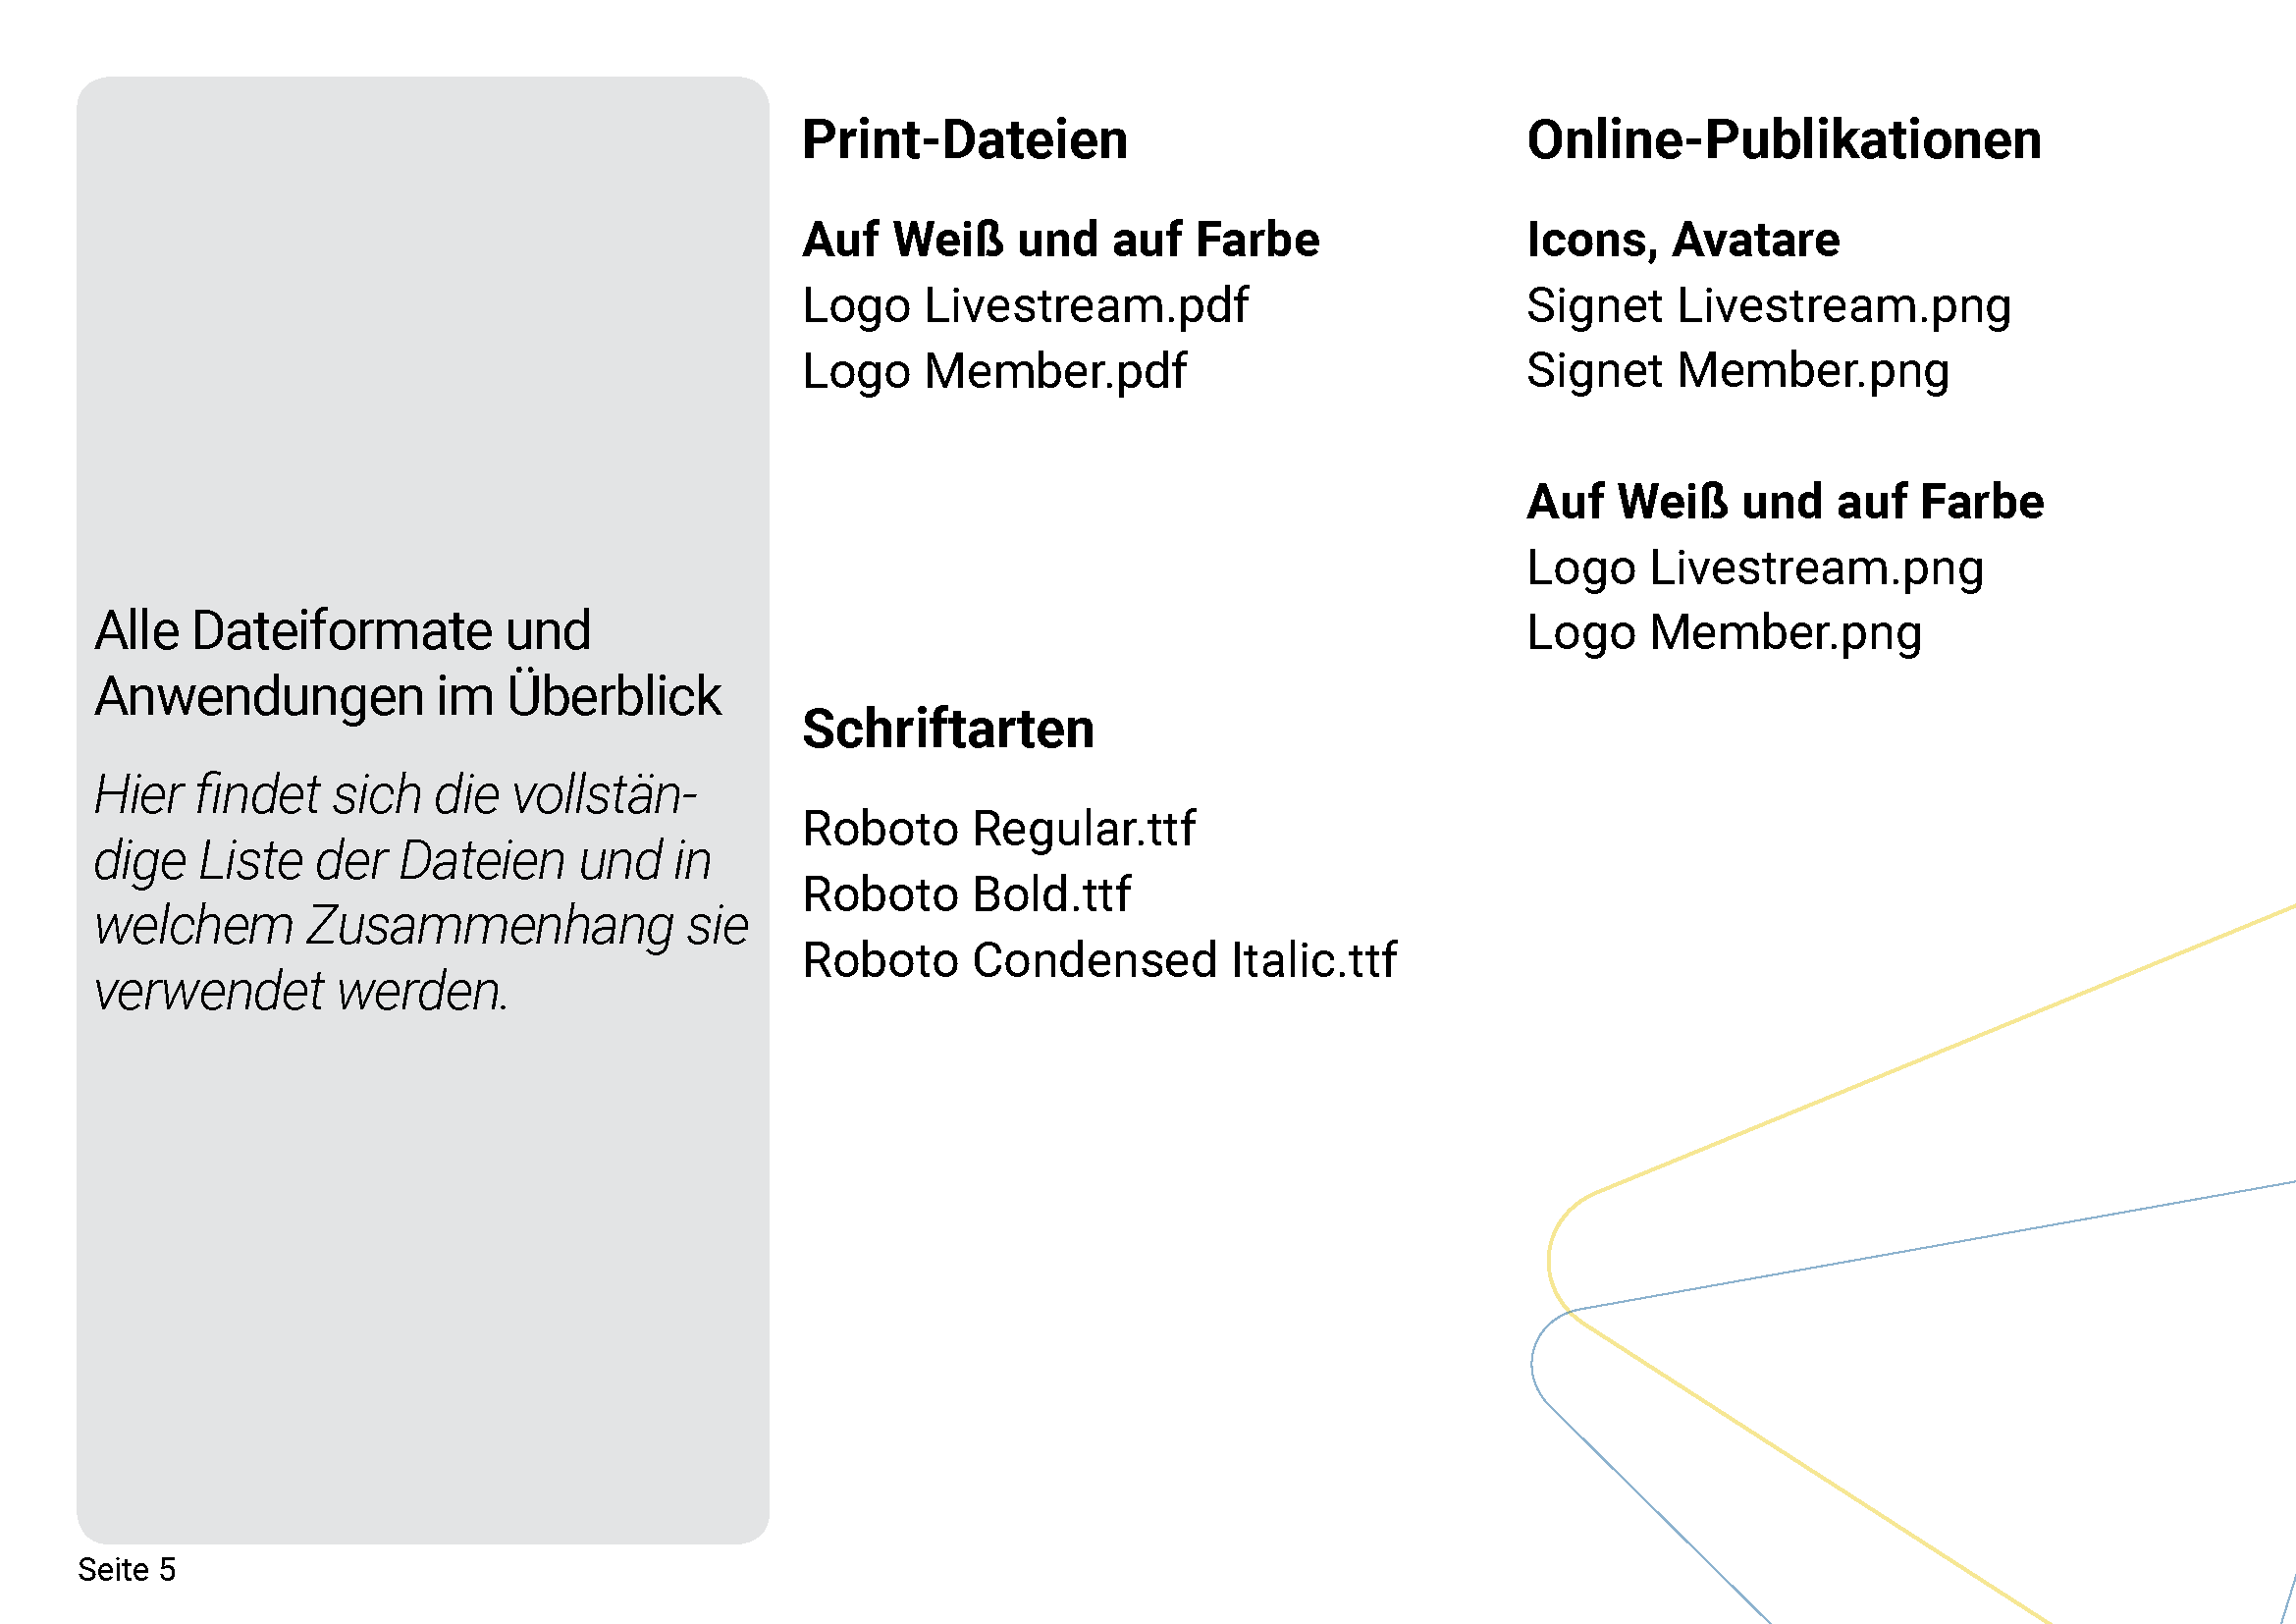 Alle Dateiformate und
Anwendungen im Überblick
Hier findet sich die vollstän-
dige Liste der Dateien und in
welchem Zusammenhang sie
verwendet werden.
Print-Dateien
Auf Weiß und auf Farbe
Logo Livestream.pdf
Logo Member.pdf
Schriftarten
Roboto Regular.ttf
Roboto Bold.ttf
Roboto Condensed Italic.ttf
Online-Publikationen
Icons, Avatare
Signet Livestream.png
Signet Member.png
Auf Weiß und auf Farbe
Logo Livestream.png
Logo Member.png
Seite 5